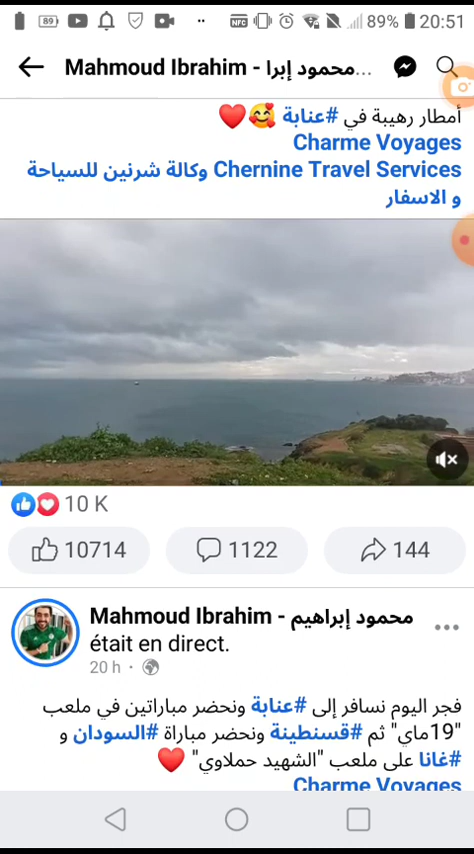 89
NFC
89% 20:51
Mahmoud Ibrahim - محمود إبرا...
أمطار رهيبة في #عنابة 🥰❤️
Charme Voyages
Chernine Travel Services وكالة شرنين للسياحة
و الاسفار
10 K
10714
1122
144
Mahmoud Ibrahim - محمود إبراهيم
était en direct.
20 h ·
فجر اليوم نسافر إلى #عنابة ونحضر مباراتين في ملعب
"19ماي" ثم #قسنطينة ونحضر مباراة #السودان و
#غانا على ملعب "الشهيد حملاوي" ❤️
Charme Voyages